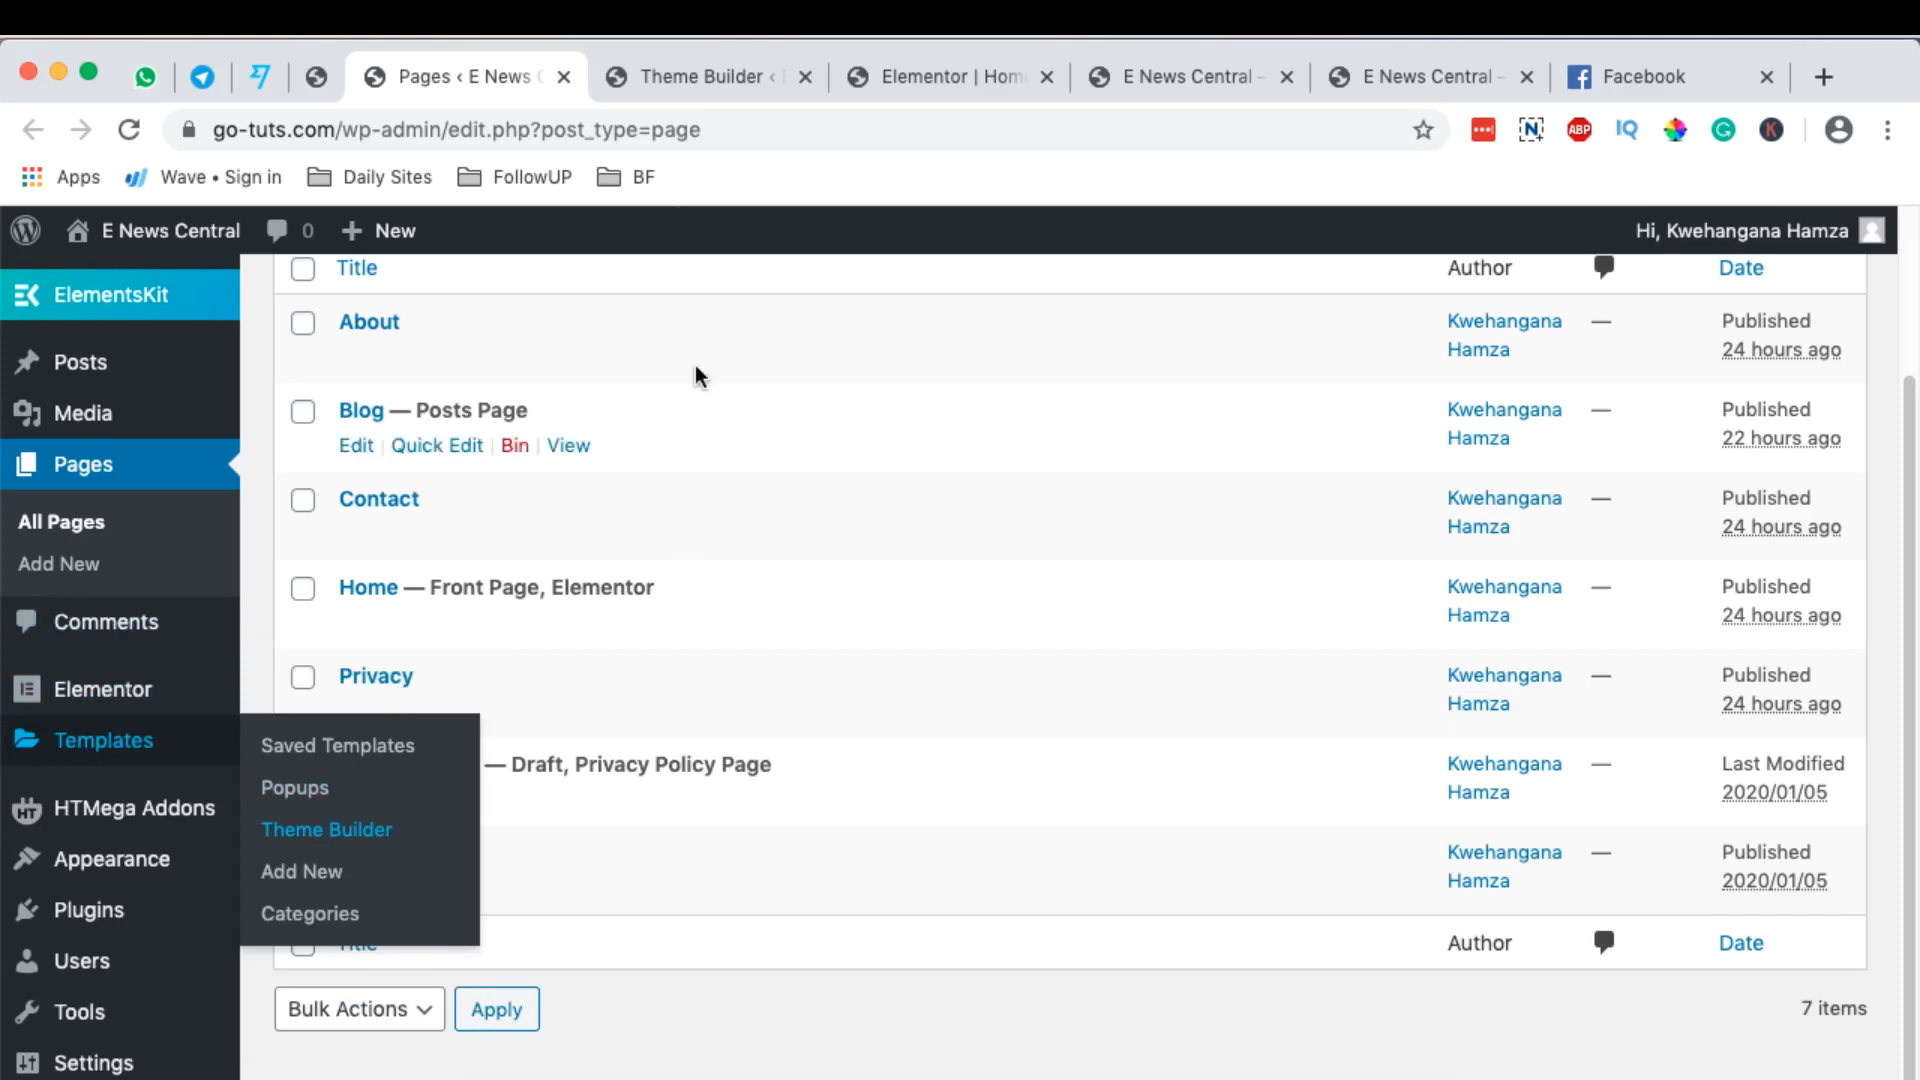 Pages ‹ E News C
Theme Builder ‹ E
Elementor | Hom
E News Central –
E News Central –
Facebook
go-tuts.com/wp-admin/edit.php?post_type=page
ABP
IQ
G
K
Apps
Wave • Sign in
Daily Sites
FollowUP
BF
E News Central
0
New
Hi, Kwehangana Hamza
ElementsKit
Posts
Media
Pages
All Pages
Add New
Comments
Elementor
Templates
HTMega Addons
Appearance
Plugins
Users
Tools
Settings
Saved Templates
Popups
Theme Builder
Add New
Categories
Title
Author
Date
About
Kwehangana
Hamza
—
Published
24 hours ago
Blog — Posts Page
Edit | Quick Edit | Bin | View
Kwehangana
Hamza
—
Published
22 hours ago
Contact
Kwehangana
Hamza
—
Published
24 hours ago
Home — Front Page, Elementor
Kwehangana
Hamza
—
Published
24 hours ago
Privacy
Kwehangana
Hamza
—
Published
24 hours ago
— Draft, Privacy Policy Page
Kwehangana
Hamza
—
Last Modified
2020/01/05
Kwehangana
Hamza
—
Published
2020/01/05
Title
Author
Date
Bulk Actions
Apply
7 items